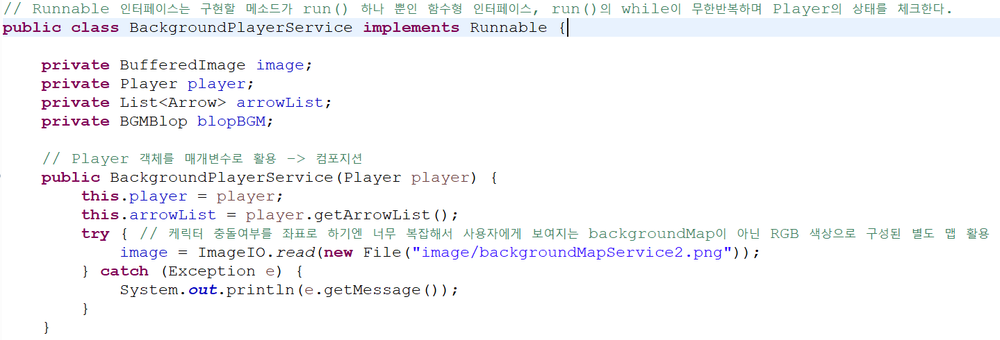 // Runnable 인터페이스는 구현할 메소드가 run() 하나 뿐인 함수형 인터페이스, run()의 while이 무한반복하며 Player의 상태를 체크한다.
public class BackgroundPlayerService implements Runnable {
private BufferedImage image;
private Player player;
private List<Arrow> arrowList;
private BGMBlop blopBGM;
// Player 객체를 매개변수로 활용 -> 컴포지션
public BackgroundPlayerService(Player player) {
this.player = player;
this.arrowList = player.getArrowList();
try { // 케릭터 충돌여부를 좌표로 하기엔 너무 복잡해서 사용자에게 보여지는 backgroundMap이 아닌 RGB 색상으로 구성된 별도 맵 활용
image = ImageIO.read(new File("image/backgroundMapService2.png"));
} catch (Exception e) {
System.out.println(e.getMessage());
}
}